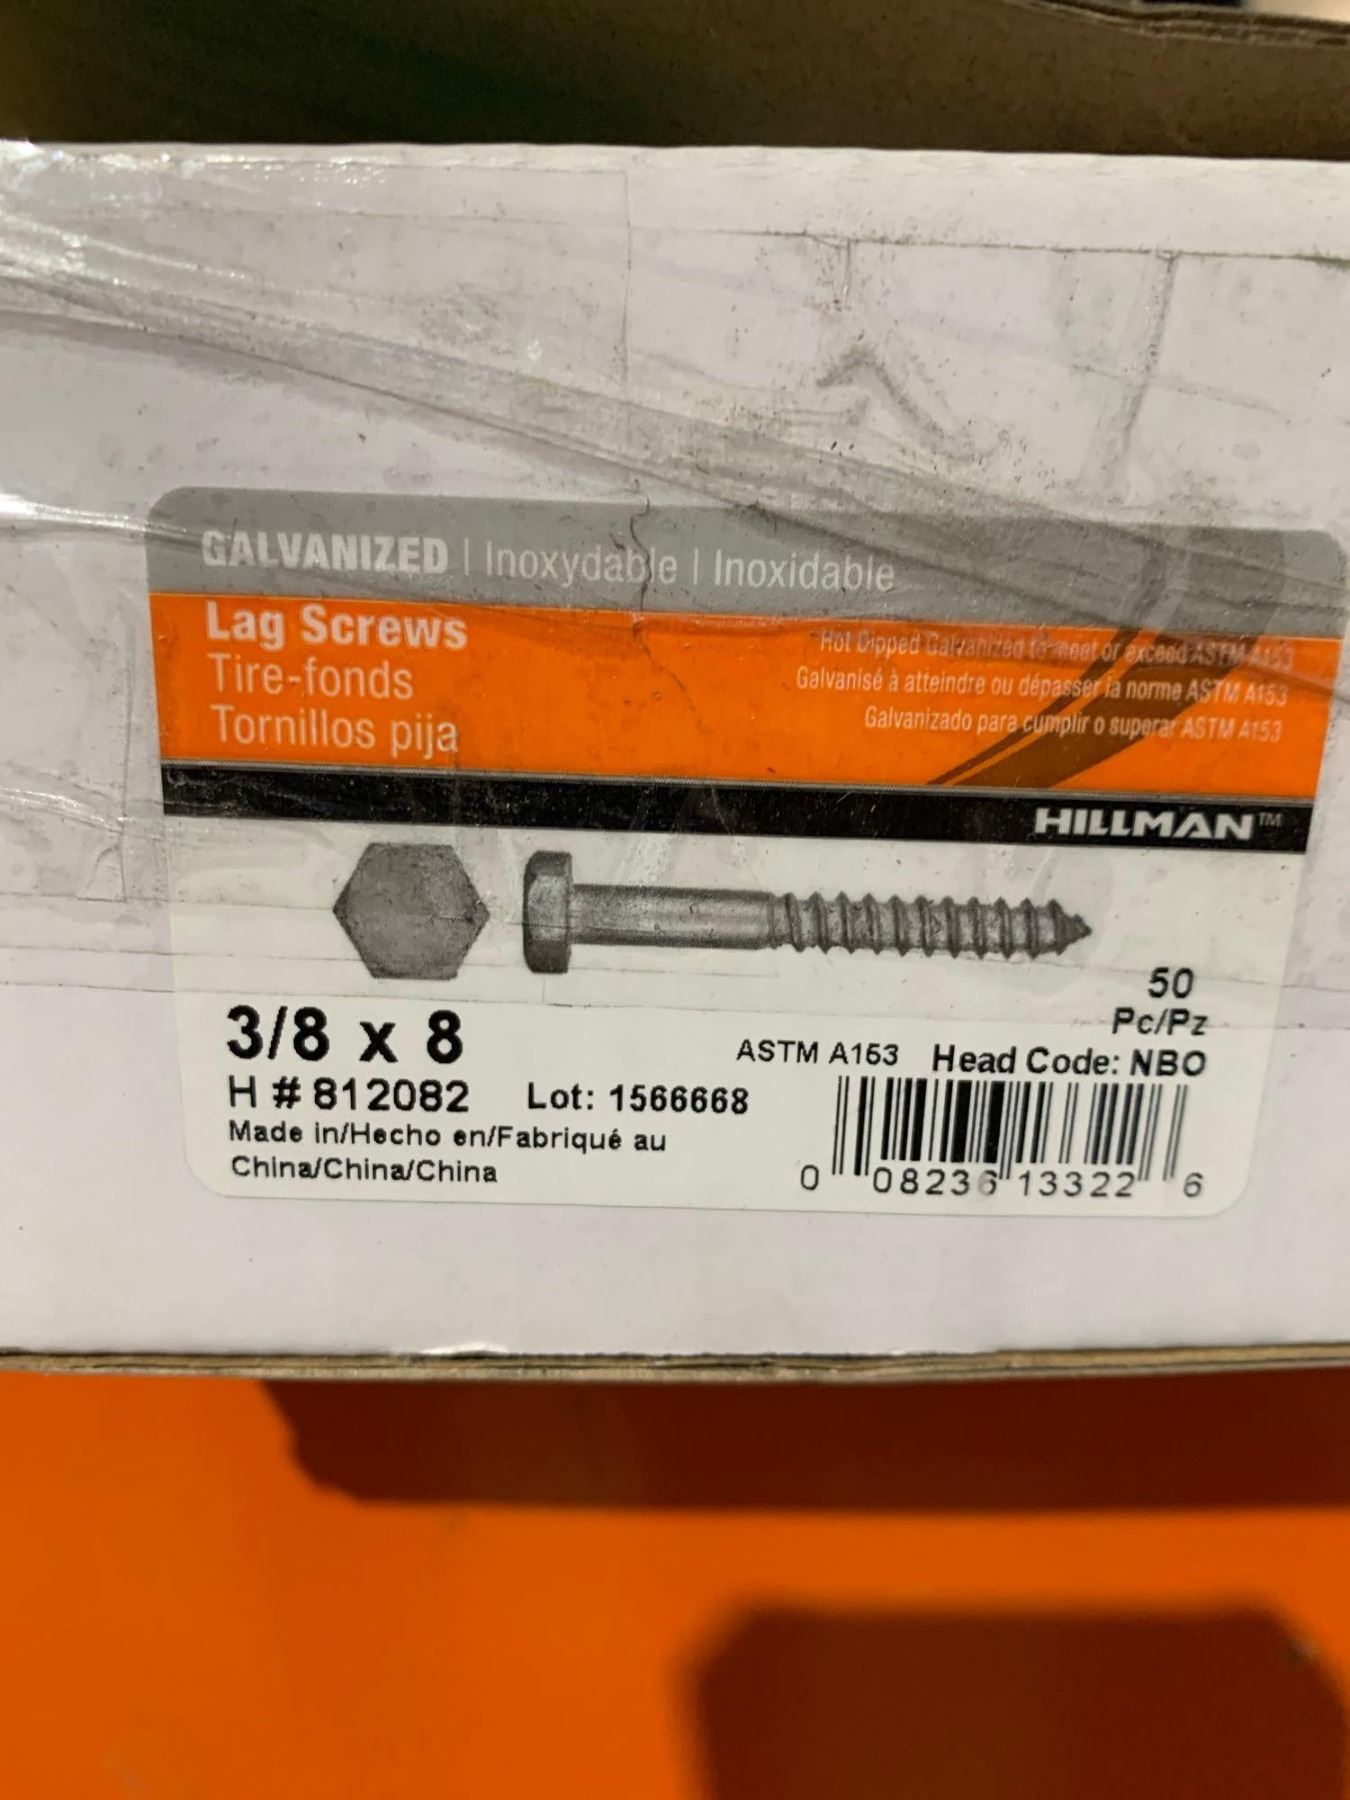 GALVANIZED | Inoxydable | Inoxidable
Lag Screws
Tire-fonds
Tornillos pija
Hot Dipped Galvanized to meet or exceed ASTM A153
Galvanisé à atteindre ou dépasser la norme ASTM A153
Galvanizado para cumplir o superar ASTM A153
HILLMAN™
50
Pc/Pz
3/8 x 8
ASTM A153 Head Code: NBO
H # 812082 Lot: 1566668
Made in/Hecho en/Fabriqué au
China/China/China
0 08236 13322 6